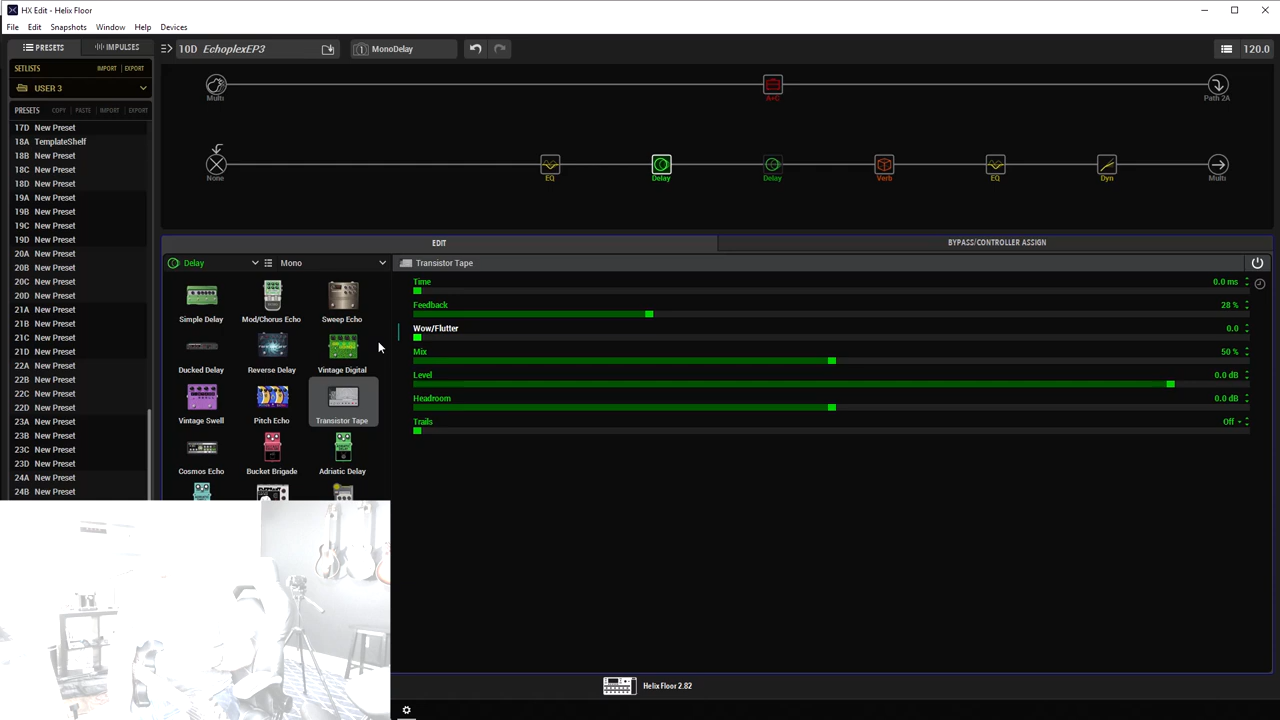 HX Edit - Helix Floor
File Edit Snapshots Window Help Devices
PRESETS IMPULSES
10D EchoplexEP3
1 MonoDelay
120.0
SETLISTS IMPORT EXPORT
USER 3
PRESETS COPY PASTE IMPORT EXPORT
17D New Preset
18A TemplateShelf
18B New Preset
18C New Preset
18D New Preset
19A New Preset
19B New Preset
19C New Preset
19D New Preset
20A New Preset
20B New Preset
20C New Preset
20D New Preset
21A New Preset
21B New Preset
21C New Preset
21D New Preset
22A New Preset
22B New Preset
22C New Preset
22D New Preset
23A New Preset
23B New Preset
23C New Preset
23D New Preset
24A New Preset
24B New Preset
Multi A+C Path 2A
None EQ Delay Delay Verb EQ Dyn Multi
EDIT BYPASS/CONTROLLER ASSIGN
Delay Mono
Simple Delay Mod/Chorus Echo Sweep Echo
Ducked Delay Reverse Delay Vintage Digital
Vintage Swell Pitch Echo Transistor Tape
Cosmos Echo Bucket Brigade Adriatic Delay
Transistor Tape
Time 0.0 ms
Feedback 28 %
Wow/Flutter 0.0
Mix 50 %
Level 0.0 dB
Headroom 0.0 dB
Trails Off
Helix Floor 2.82